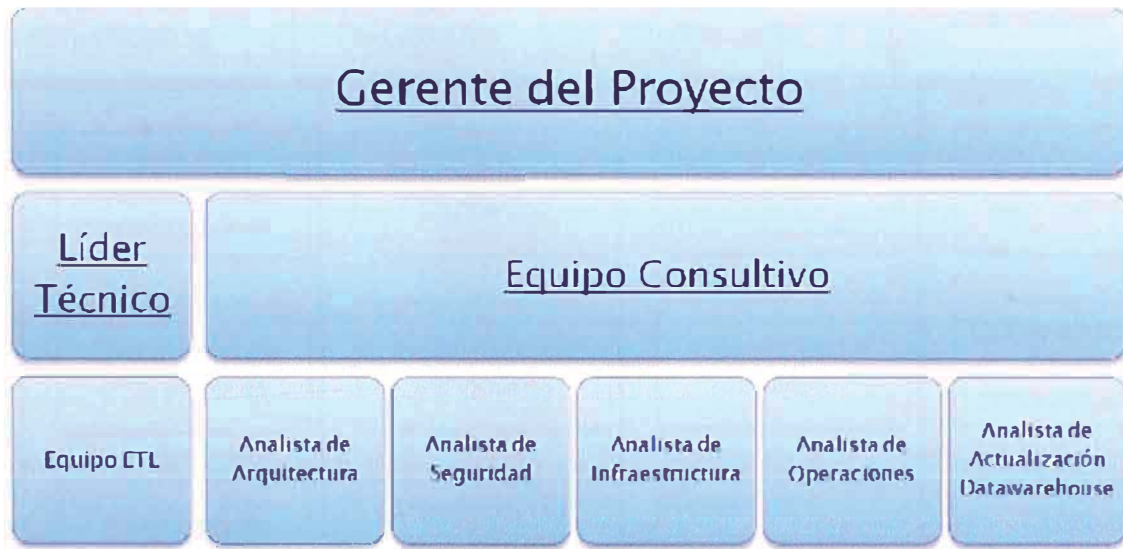 Gerente del Proyecto
Líder
Técnico
Equipo Consultivo
Equipo ETL
Analista de
Arquitectura
Analista de
Seguridad
Analista de
Infraestructura
Analista de
Operaciones
Analista de
Actualización
Datawarehouse